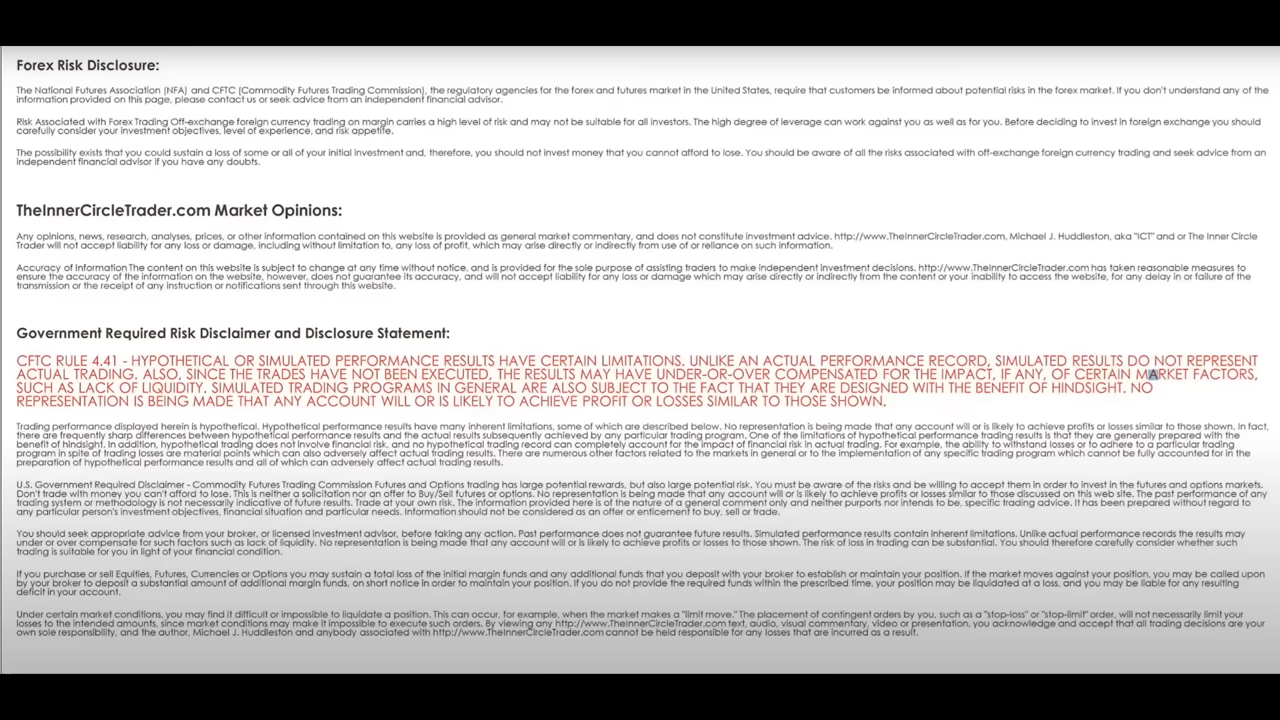 Forex Risk Disclosure:
The National Futures Association (NFA) and CFTC (Commodity Futures Trading Commission), the regulatory agencies for the forex and futures market in the United States, require that customers be informed about potential risks in the forex market. If you don't understand any of the
information provided on this page, please contact us or seek advice from an independent financial advisor.
Risk Associated with Forex Trading Off-exchange foreign currency trading on margin carries a high level of risk and may not be suitable for all investors. The high degree of leverage can work against you as well as for you. Before deciding to invest in foreign exchange you should
carefully consider your investment objectives, level of experience, and risk appetite.
The possibility exists that you could sustain a loss of some or all of your initial investment and, therefore, you should not invest money that you cannot afford to lose. You should be aware of all the risks associated with off-exchange foreign currency trading and seek advice from an
independent financial advisor if you have any doubts.
TheInnerCircleTrader.com Market Opinions:
Any opinions, news, research, analyses, prices, or other information contained on this website is provided as general market commentary, and does not constitute investment advice. http://www.TheInnerCircleTrader.com, Michael J. Huddleston, aka "ICT" and or The Inner Circle
Trader will not accept liability for any loss or damage, including without limitation to, any loss of profit, which may arise directly or indirectly from use of or reliance on such information.
Accuracy of Information The content on this website is subject to change at any time without notice, and is provided for the sole purpose of assisting traders to make independent investment decisions. http://www.TheInnerCircleTrader.com has taken reasonable measures to
ensure the accuracy of the information on the website, however, does not guarantee its accuracy, and will not accept liability for any loss or damage which may arise directly or indirectly from the content or your inability to access the website, for any delay in or failure of the
transmission or the receipt of any instruction or notifications sent through this website.
Government Required Risk Disclaimer and Disclosure Statement:
CFTC RULE 4.41 - HYPOTHETICAL OR SIMULATED PERFORMANCE RESULTS HAVE CERTAIN LIMITATIONS. UNLIKE AN ACTUAL PERFORMANCE RECORD, SIMULATED RESULTS DO NOT REPRESENT
ACTUAL TRADING. ALSO, SINCE THE TRADES HAVE NOT BEEN EXECUTED, THE RESULTS MAY HAVE UNDER-OR-OVER COMPENSATED FOR THE IMPACT, IF ANY, OF CERTAIN MARKET FACTORS,
SUCH AS LACK OF LIQUIDITY. SIMULATED TRADING PROGRAMS IN GENERAL ARE ALSO SUBJECT TO THE FACT THAT THEY ARE DESIGNED WITH THE BENEFIT OF HINDSIGHT. NO
REPRESENTATION IS BEING MADE THAT ANY ACCOUNT WILL OR IS LIKELY TO ACHIEVE PROFIT OR LOSSES SIMILAR TO THOSE SHOWN.
Trading performance displayed herein is hypothetical. Hypothetical performance results have many inherent limitations, some of which are described below. No representation is being made that any account will or is likely to achieve profits or losses similar to those shown. In fact,
there are frequently sharp differences between hypothetical performance results and the actual results subsequently achieved by any particular trading program. One of the limitations of hypothetical performance trading results is that they are generally prepared with the
benefit of hindsight. In addition, hypothetical trading does not involve financial risk, and no hypothetical trading record can completely account for the impact of financial risk in actual trading. For example, the ability to withstand losses or to adhere to a particular trading
program in spite of trading losses are material points which can also adversely affect actual trading results. There are numerous other factors related to the markets in general or to the implementation of any specific trading program which cannot be fully accounted for in the
preparation of hypothetical performance results and all of which can adversely affect actual trading results.
U.S. Government Required Disclaimer - Commodity Futures Trading Commission Futures and Options trading has large potential rewards, but also large potential risk. You must be aware of the risks and be willing to accept them in order to invest in the futures and options markets.
Don't trade with money you can't afford to lose. This is neither a solicitation nor an offer to Buy/Sell futures or options. No representation is being made that any account will or is likely to achieve profits or losses similar to those discussed on this web site. The past performance of any
trading system or methodology is not necessarily indicative of future results. Trade at your own risk. The information provided here is of the nature of a general comment only and neither purports nor intends to be, specific trading advice. It has been prepared without regard to
any particular person's investment objectives, financial situation and particular needs. Information should not be considered as an offer or enticement to buy, sell or trade.
You should seek appropriate advice from your broker, or licensed investment advisor, before taking any action. Past performance does not guarantee future results. Simulated performance results contain inherent limitations. Unlike actual performance records the results may
under or over compensate for such factors such as lack of liquidity. No representation is being made that any account will or is likely to achieve profits or losses to those shown. The risk of loss in trading can be substantial. You should therefore carefully consider whether such
trading is suitable for you in light of your financial condition.
If you purchase or sell Equities, Futures, Currencies or Options you may sustain a total loss of the initial margin funds and any additional funds that you deposit with your broker to establish or maintain your position. If the market moves against your position, you may be called upon
by your broker to deposit a substantial amount of additional margin funds, on short notice in order to maintain your position. If you do not provide the required funds within the prescribed time, your position may be liquidated at a loss, and you may be liable for any resulting
deficit in your account.
Under certain market conditions, you may find it difficult or impossible to liquidate a position. This can occur, for example, when the market makes a "limit move." The placement of contingent orders by you, such as a "stop-loss" or "stop-limit" order, will not necessarily limit your
losses to the intended amounts, since market conditions may make it impossible to execute such orders. By viewing any http://www.TheInnerCircleTrader.com text, audio, visual commentary, video or presentation, you acknowledge and accept that all trading decisions are your
own sole responsibility, and the author, Michael J. Huddleston and anybody associated with http://www.TheInnerCircleTrader.com cannot be held responsible for any losses that are incurred as a result.